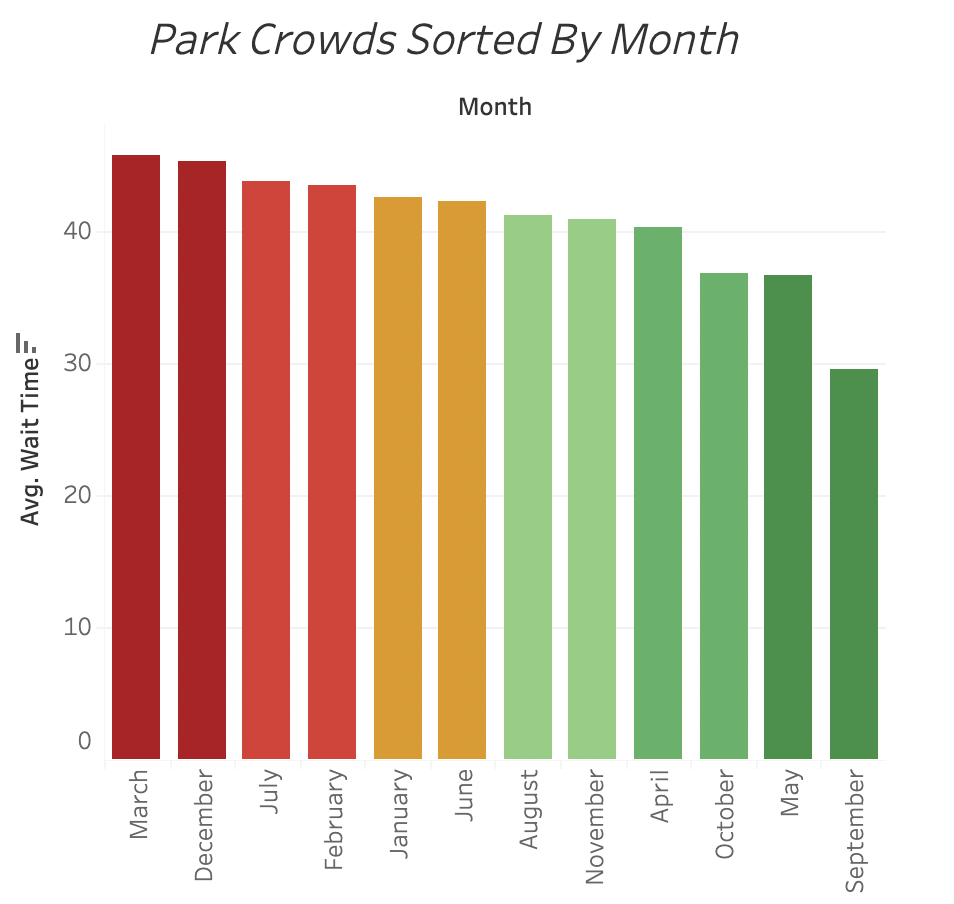 Park Crowds Sorted By Month
Month
40
30
20
10
0
Avg. Wait Time
March
December
July
February
January
June
August
November
April
October
May
September